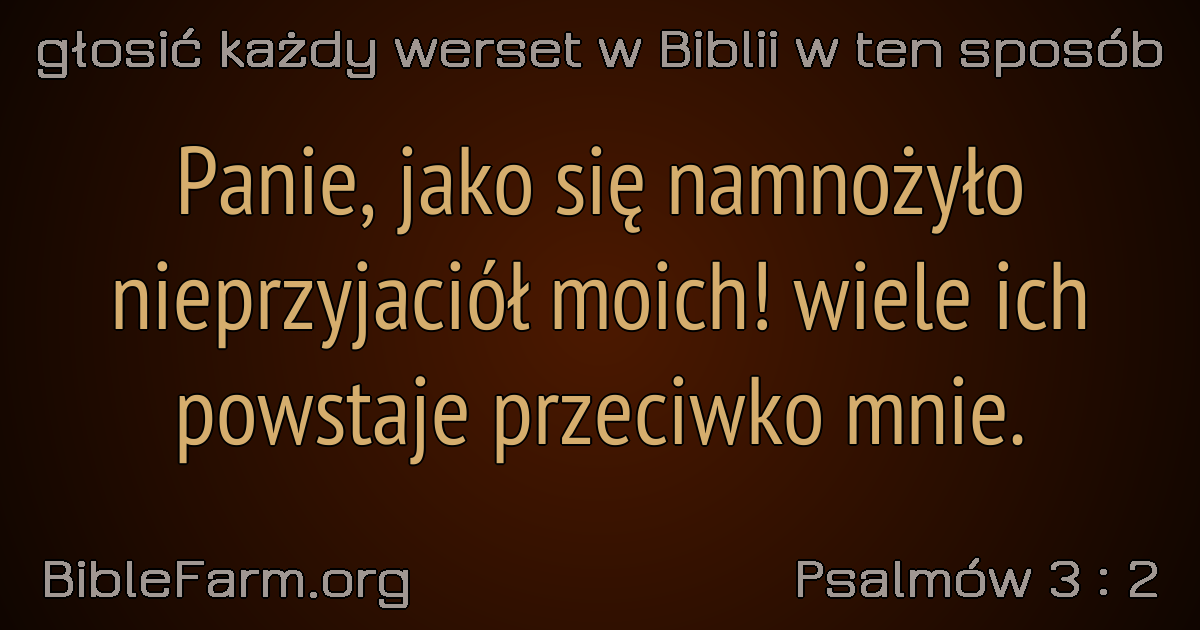 głosić każdy werset w Biblii w ten sposób
Panie, jako się namnożyło
nieprzyjaciół moich! wiele ich
powstaje przeciwko mnie.
BibleFarm.org
Psalmów 3 : 2